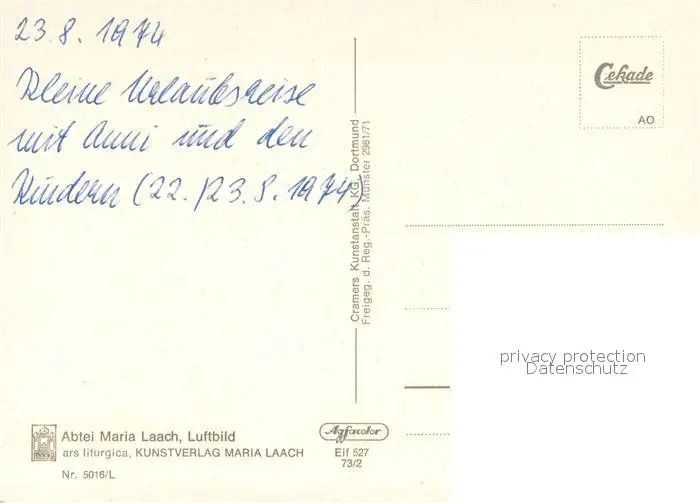 23.8.1974
Kleine Urlaubsreise
mit Anni und den
Kindern (22./23.8.1974)
Cekade
AO
Cramers Kunstanstalt KG, Dortmund
Freigeg. d. Reg.-Präs. Münster 2981/71
privacy protection
Datenschutz
Abtei Maria Laach, Luftbild
ars liturgica, KUNSTVERLAG MARIA LAACH
Nr. 5016/L
Agfacolor
Eif 527
73/2